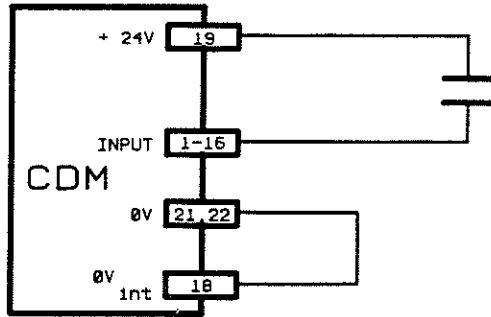 + 24V 19
INPUT 1-16
CDM
0V 21,22
0V
int 18